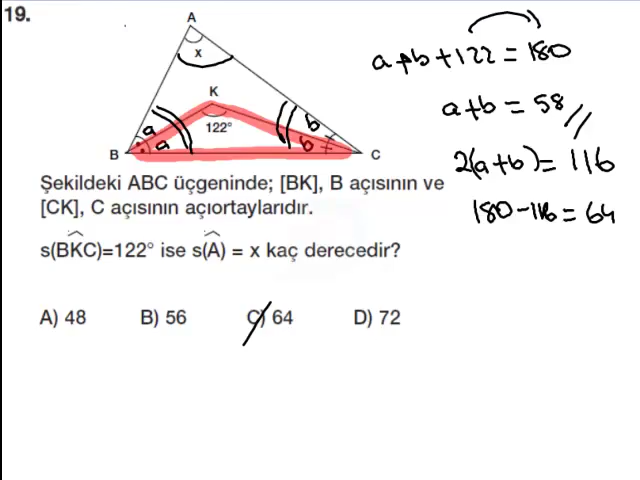 19.
A
x
K
122°
a
a
b
b
B
C
a+b+122=180
a+b=58//
2(a+b)=116
180-116=64
Şekildeki ABC üçgeninde; [BK], B açısının ve
[CK], C açısının açıortaylarıdır.
s(BKC)=122° ise s(A) = x kaç derecedir?
A) 48 B) 56 C) 64 D) 72